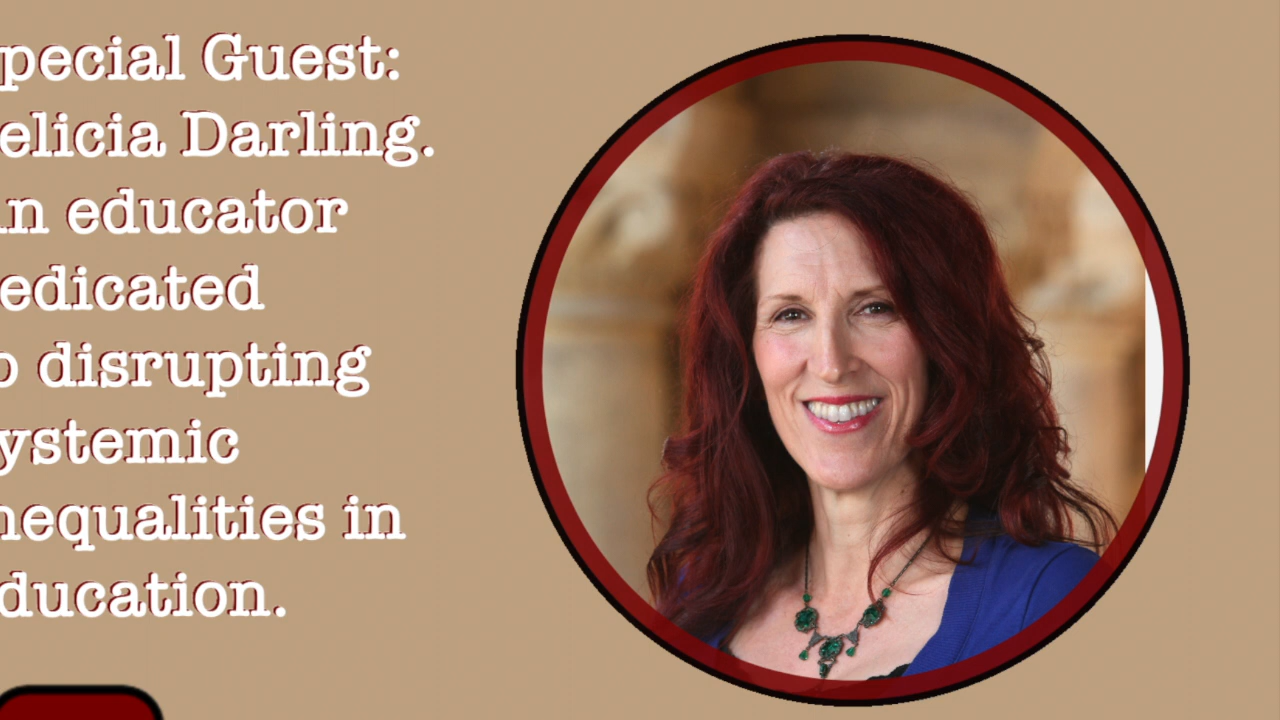 pecial Guest:
elicia Darling.
n educator
edicated
o disrupting
ystemic
nequalities in
ducation.